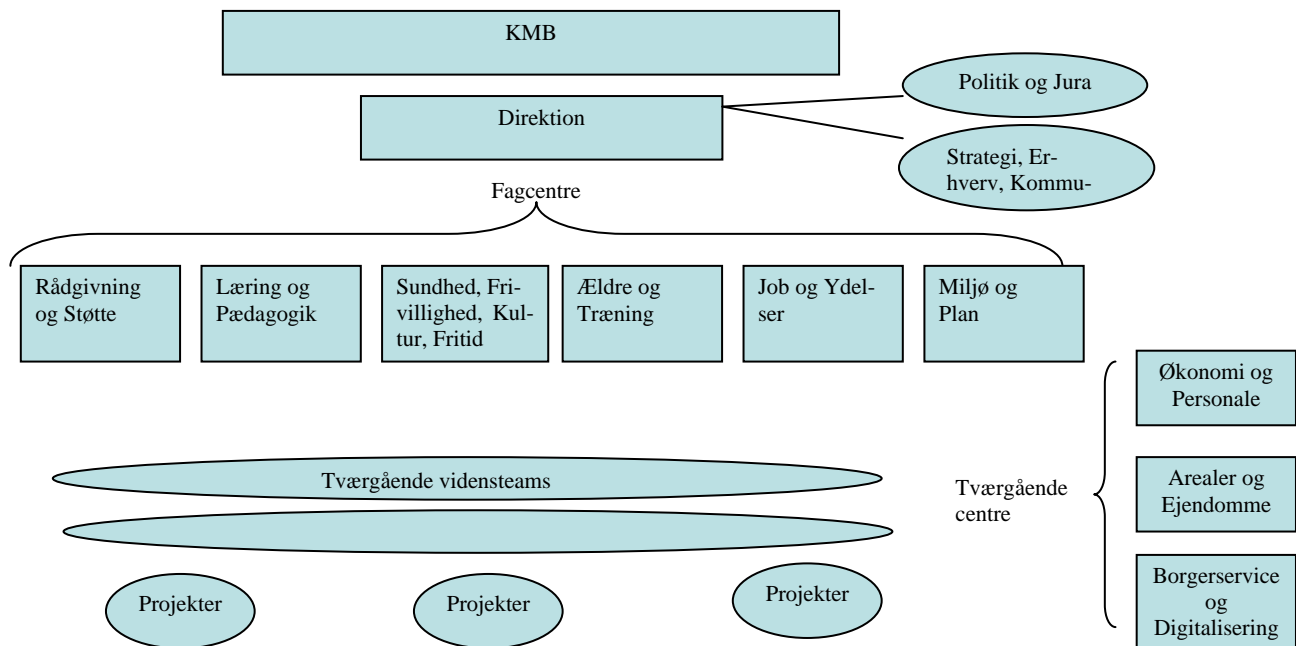 KMB
Politik og Jura
Direktion
Strategi, Er-
hverv, Kommu-
Fagcentre
Rådgivning
og Støtte
Læring og
Pædagogik
Sundhed, Fri-
villighed, Kul-
tur, Fritid
Ældre og
Træning
Job og Ydel-
ser
Miljø og
Plan
Økonomi og
Personale
Tværgående vidensteams
Tværgående
centre
Arealer og
Ejendomme
Projekter
Projekter
Projekter
Borgerservice
og
Digitalisering